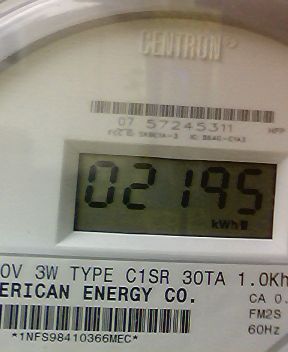 CENTRON®
07 57245311
HPP
02195
kWh
0V 3W TYPE C1SR 30TA 1.0Kh
ERICAN ENERGY CO.
CA 0.
FM2S
60Hz
*1NFS98410366MEC*